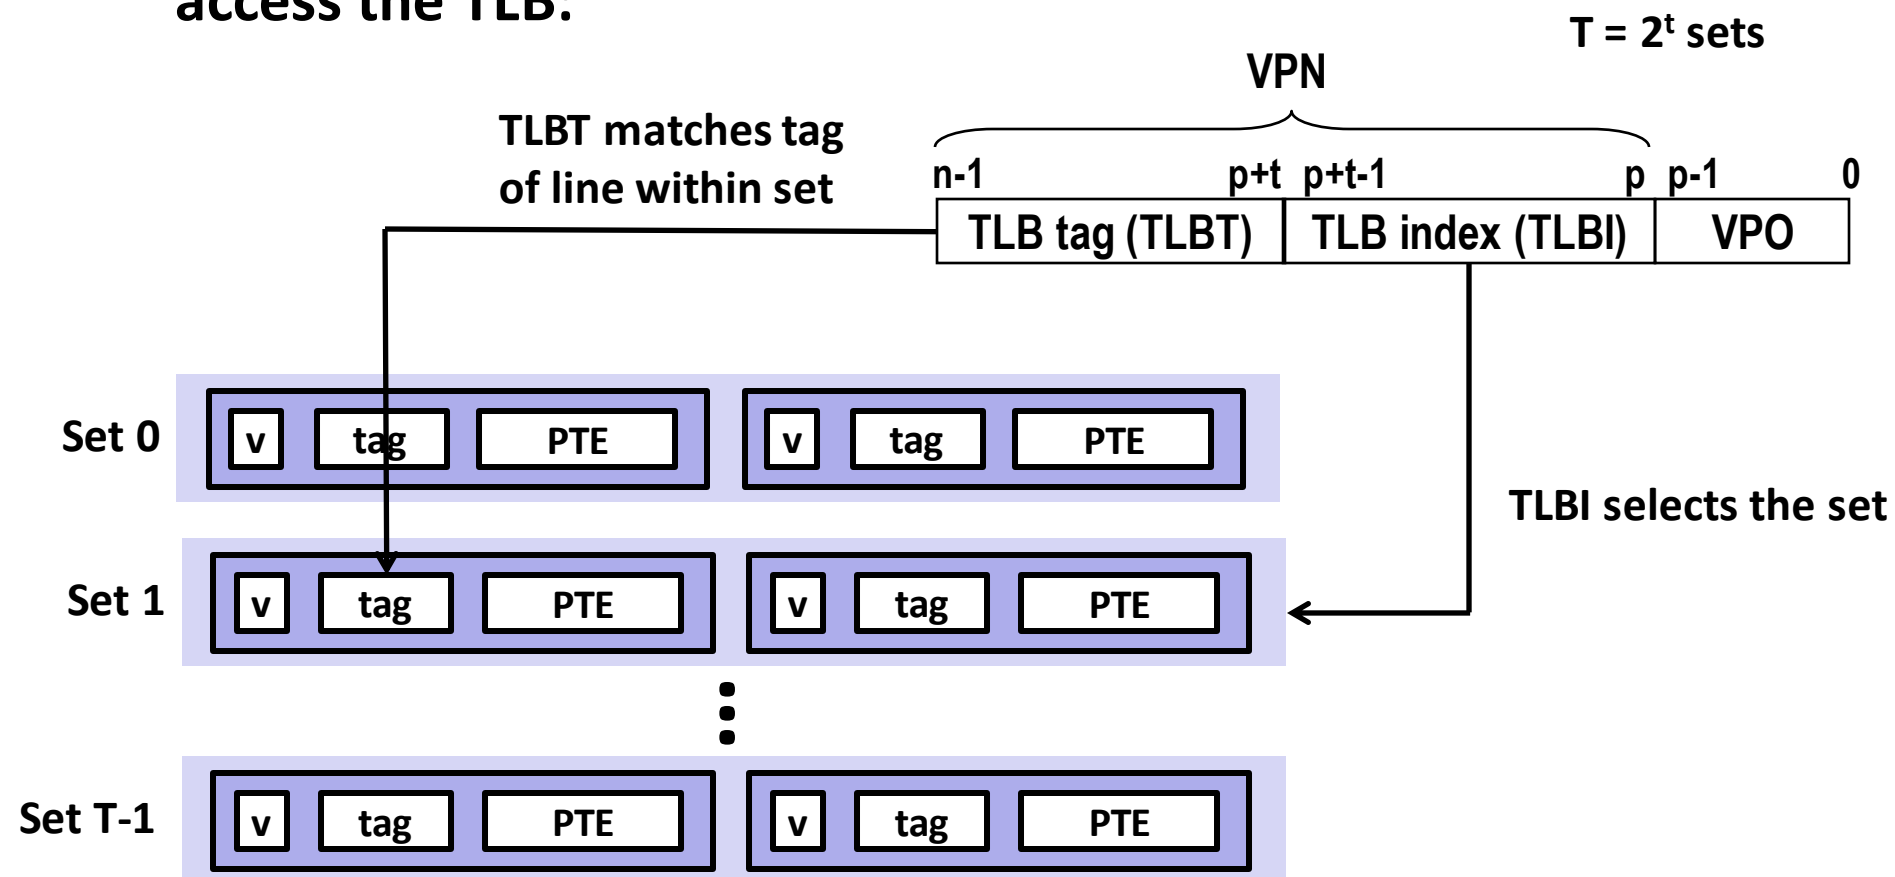 access the TLB:
T = 2ᵗ sets
VPN
TLBT matches tag
of line within set
n-1 p+t p+t-1 p p-1 0
TLB tag (TLBT) TLB index (TLBI) VPO
Set 0 v tag PTE v tag PTE
TLBI selects the set
Set 1 v tag PTE v tag PTE
Set T-1 v tag PTE v tag PTE